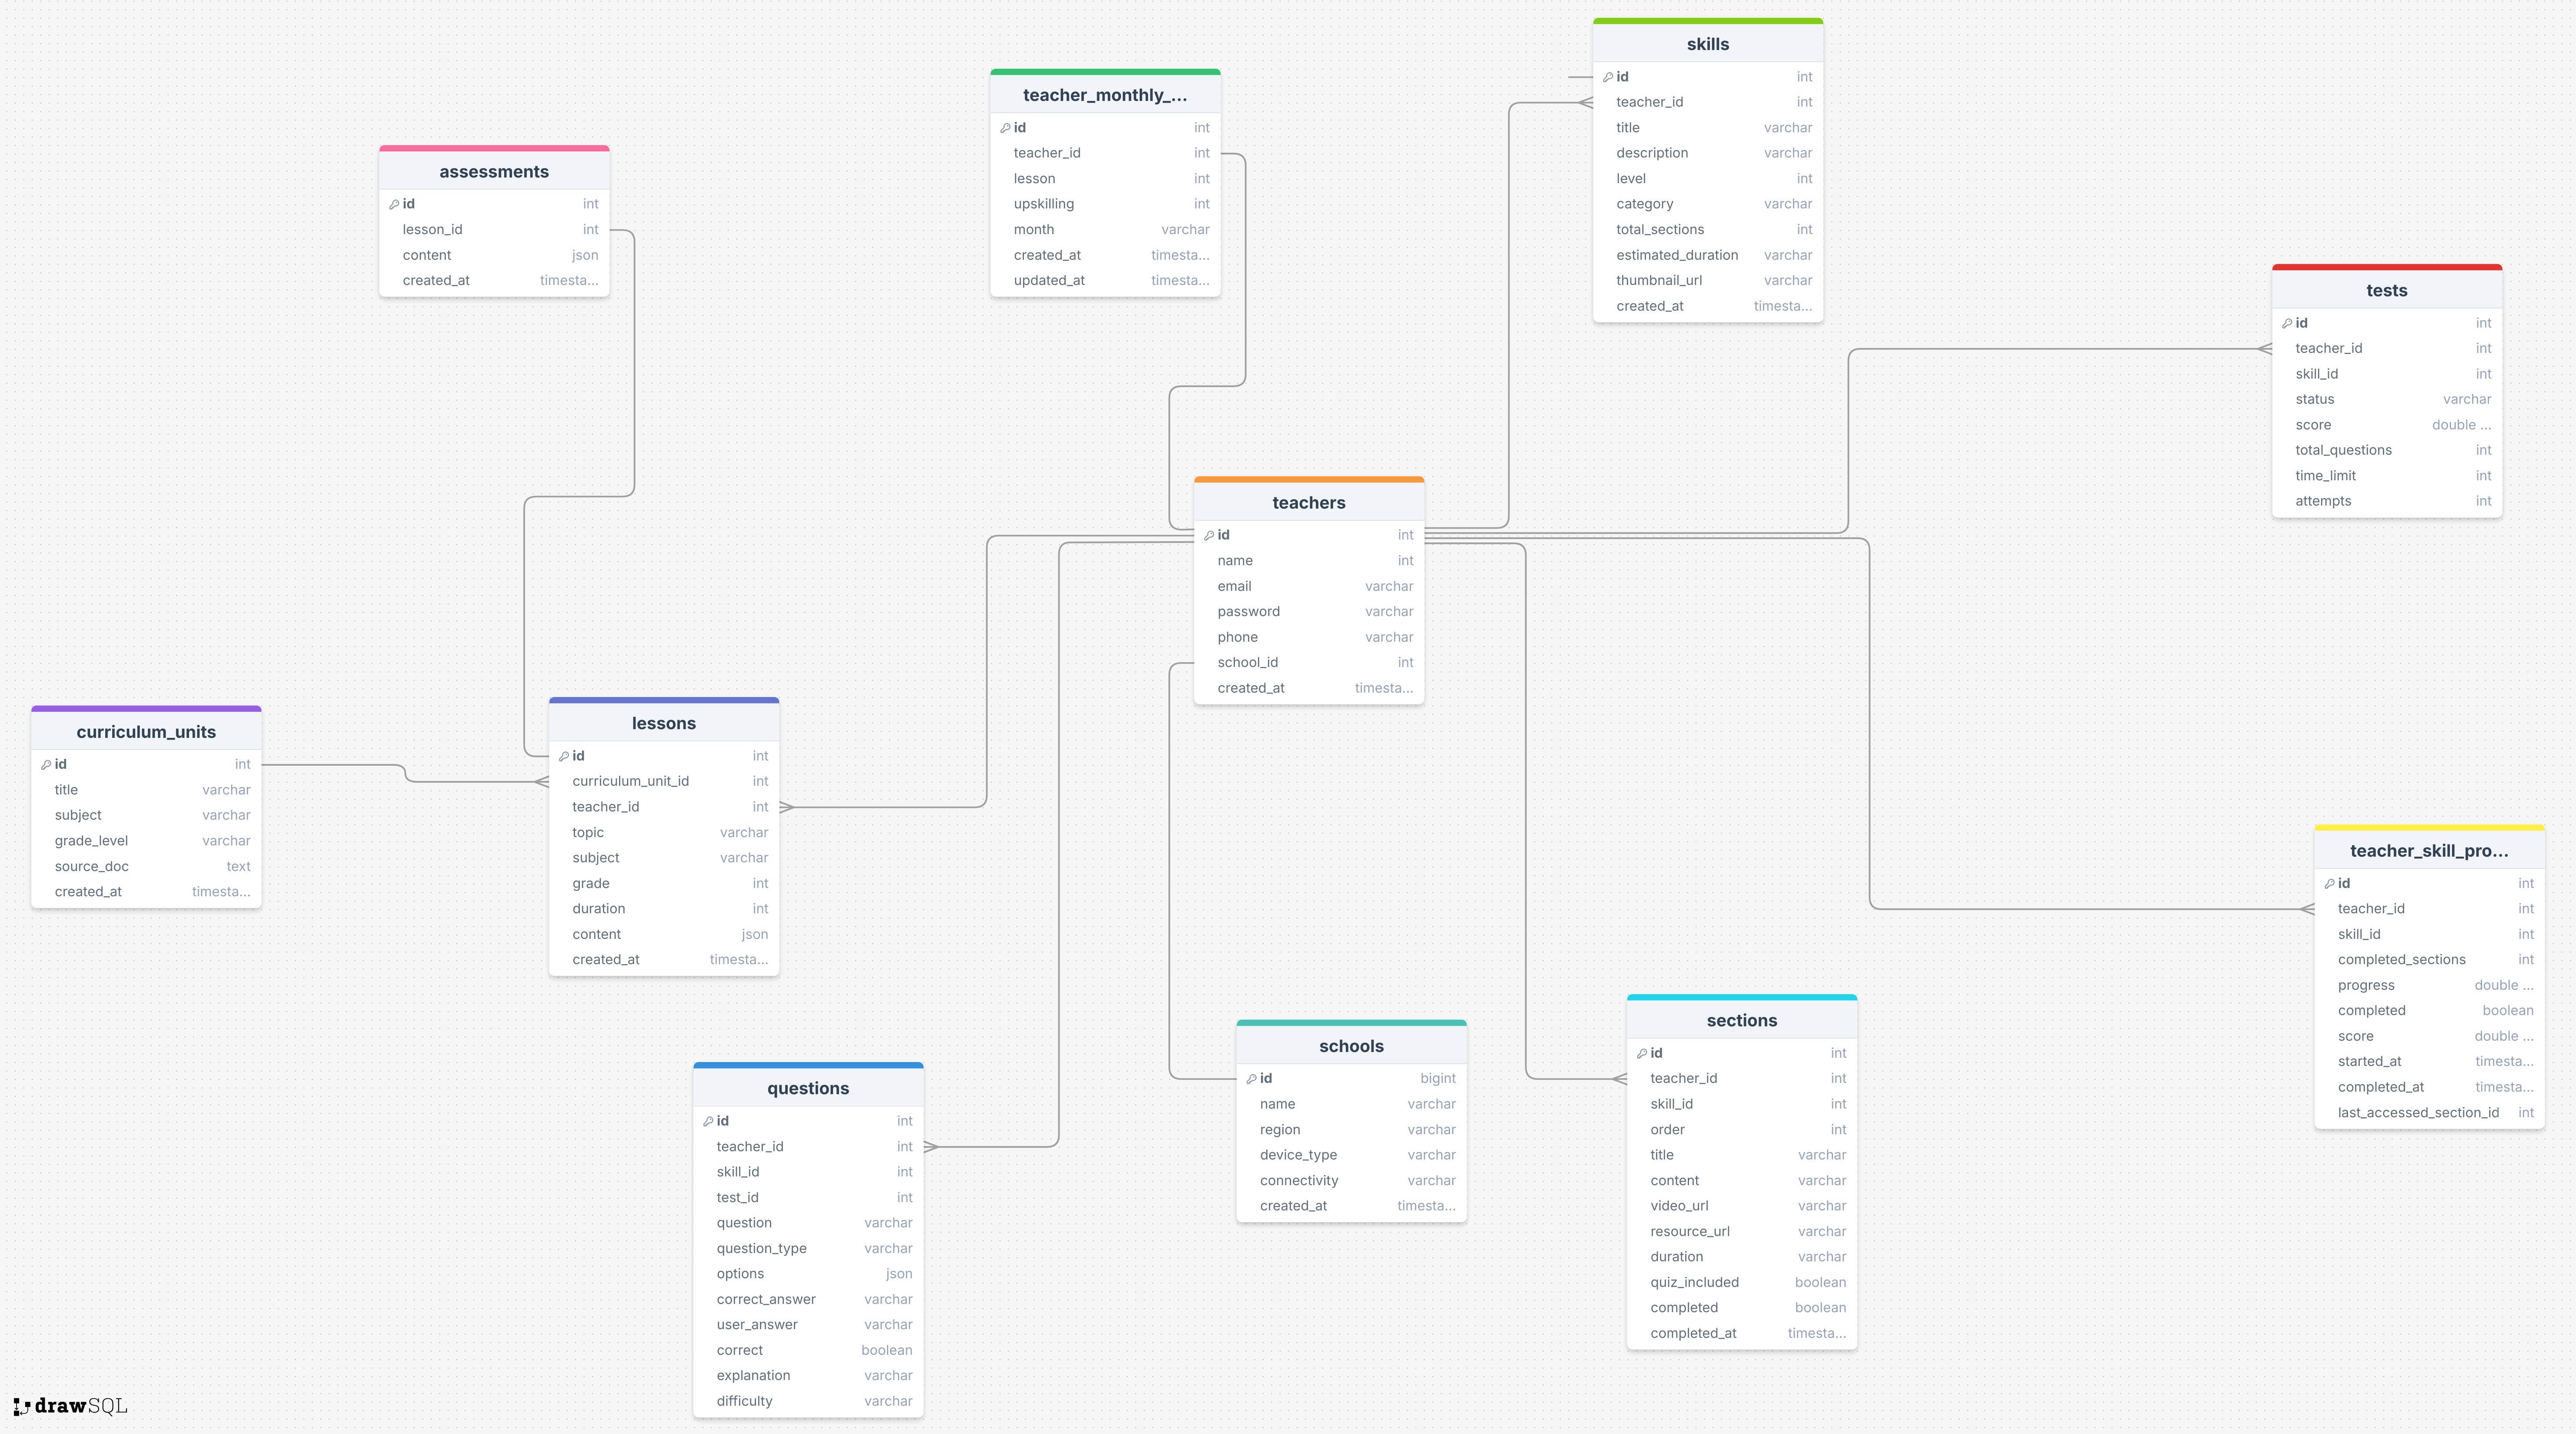 skills
id int
teacher_id int
title varchar
description varchar
level int
category varchar
total_sections int
estimated_duration varchar
thumbnail_url varchar
created_at timesta...
teacher_monthly_...
id int
teacher_id int
lesson int
upskilling int
month varchar
created_at timesta...
updated_at timesta...
assessments
id int
lesson_id int
content json
created_at timesta...
tests
id int
teacher_id int
skill_id int
status varchar
score double ...
total_questions int
time_limit int
attempts int
teachers
id int
name int
email varchar
password varchar
phone varchar
school_id int
created_at timesta...
curriculum_units
id int
title varchar
subject varchar
grade_level varchar
source_doc text
created_at timesta...
lessons
id int
curriculum_unit_id int
teacher_id int
topic varchar
subject varchar
grade int
duration int
content json
created_at timesta...
teacher_skill_pro...
id int
teacher_id int
skill_id int
completed_sections int
progress double ...
completed boolean
score double ...
started_at timesta...
completed_at timesta...
last_accessed_section_id int
questions
id int
teacher_id int
skill_id int
test_id int
question varchar
question_type varchar
options json
correct_answer varchar
user_answer varchar
correct boolean
explanation varchar
difficulty varchar
schools
id bigint
name varchar
region varchar
device_type varchar
connectivity varchar
created_at timesta...
sections
id int
teacher_id int
skill_id int
order int
title varchar
content varchar
video_url varchar
resource_url varchar
duration varchar
quiz_included boolean
completed boolean
completed_at timesta...
drawSQL